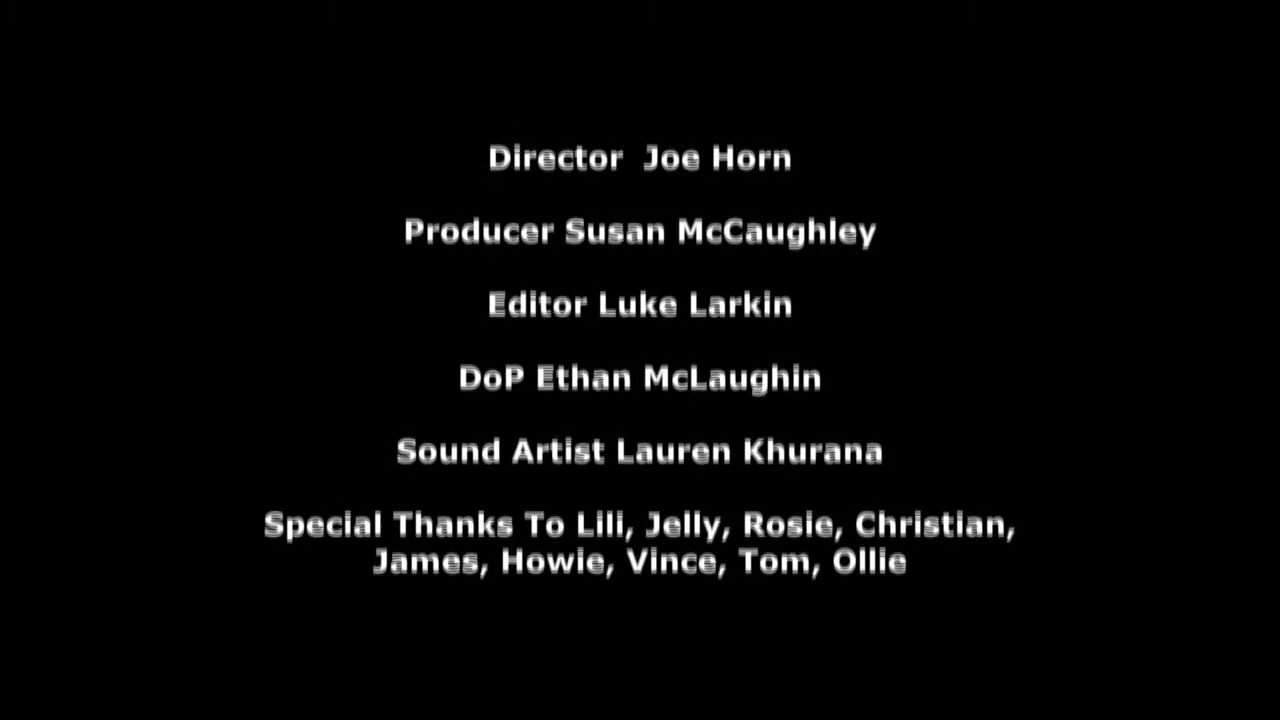 Director  Joe Horn
Producer Susan McCaughley
Editor Luke Larkin
DoP Ethan McLaughin
Sound Artist Lauren Khurana
Special Thanks To Lili, Jelly, Rosie, Christian,
James, Howie, Vince, Tom, Ollie